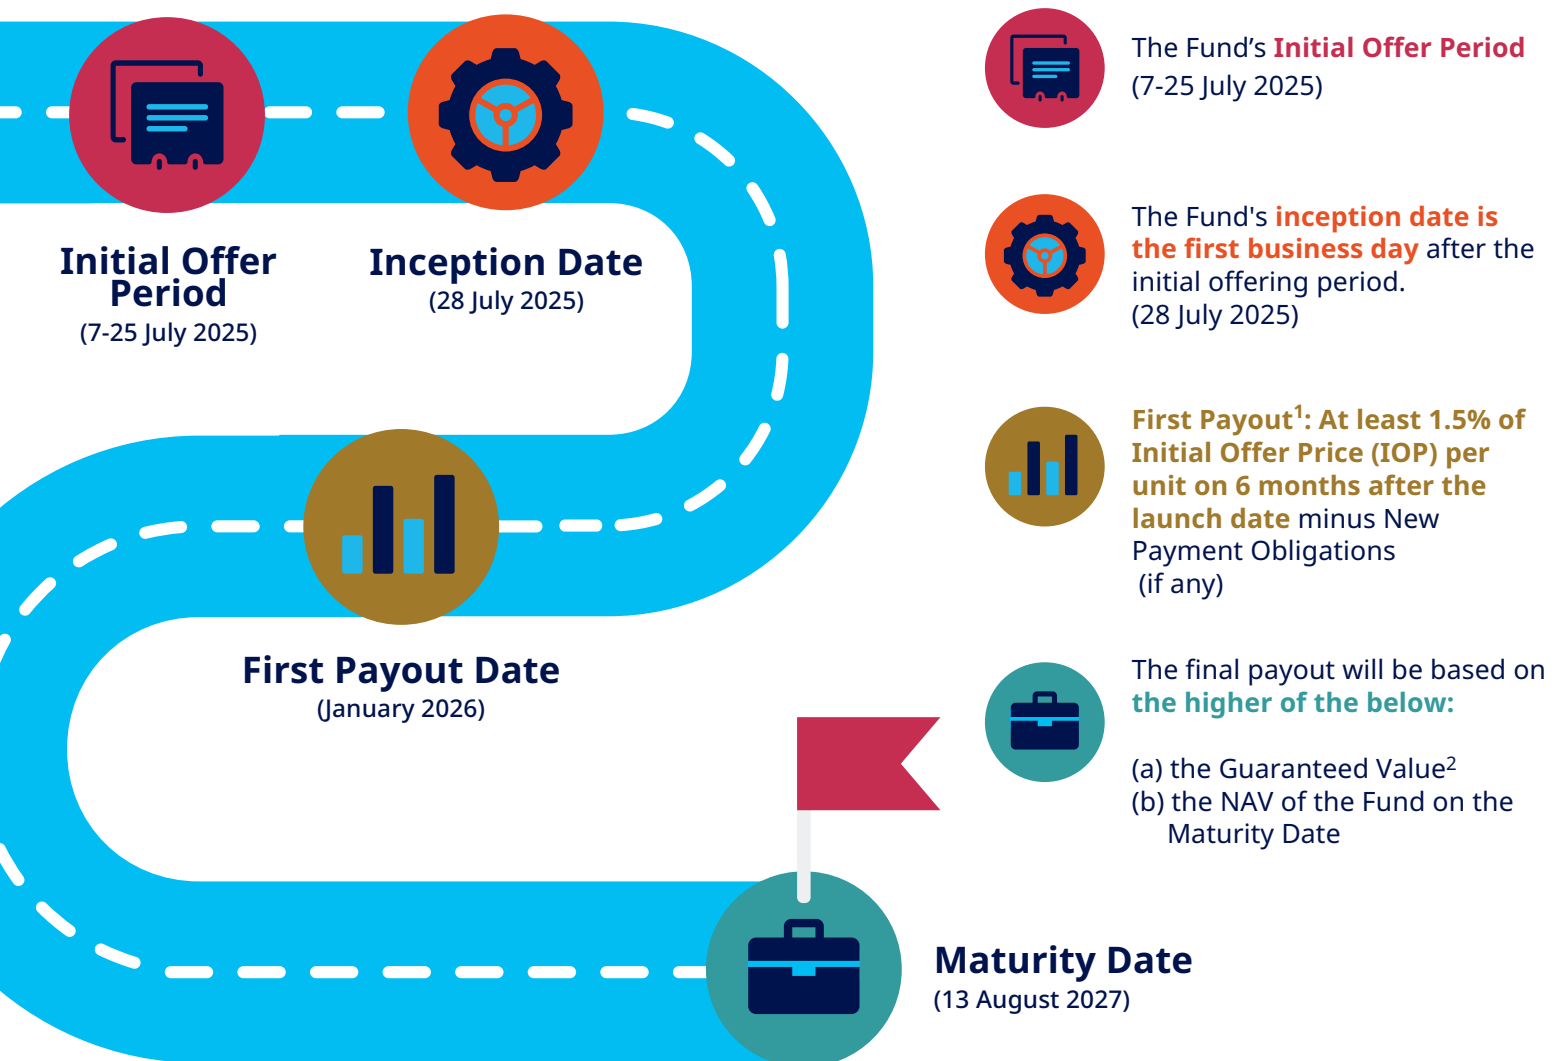 Initial Offer
Period
(7-25 July 2025)
Inception Date
(28 July 2025)
First Payout Date
(January 2026)
Maturity Date
(13 August 2027)
The Fund’s Initial Offer Period
(7-25 July 2025)
The Fund's inception date is
the first business day after the
initial offering period.
(28 July 2025)
First Payout¹: At least 1.5% of
Initial Offer Price (IOP) per
unit on 6 months after the
launch date minus New
Payment Obligations
(if any)
The final payout will be based on
the higher of the below:
(a) the Guaranteed Value²
(b) the NAV of the Fund on the
Maturity Date